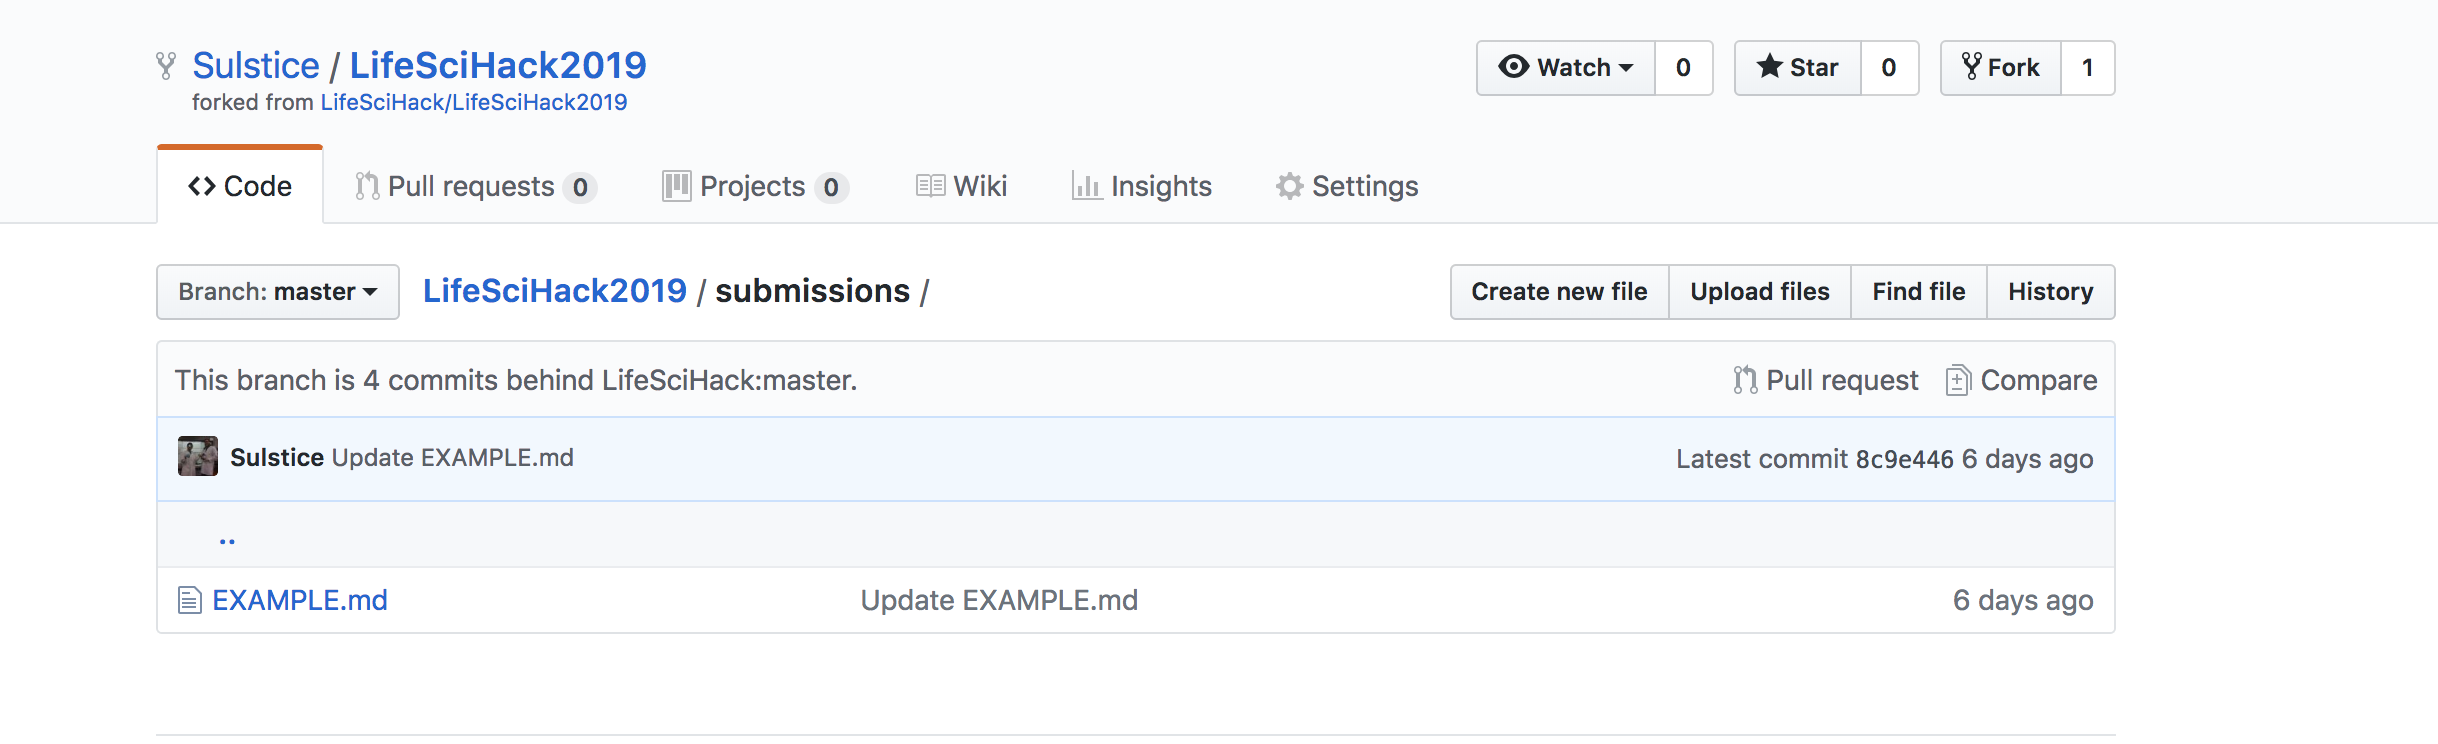 Sulstice / LifeSciHack2019
Watch 0 Star 0 Fork 1
forked from LifeSciHack/LifeSciHack2019
Code Pull requests 0 Projects 0 Wiki Insights Settings
Branch: master LifeSciHack2019 / submissions / Create new file Upload files Find file History
This branch is 4 commits behind LifeSciHack:master. Pull request Compare
Sulstice Update EXAMPLE.md Latest commit 8c9e446 6 days ago
..
EXAMPLE.md Update EXAMPLE.md 6 days ago